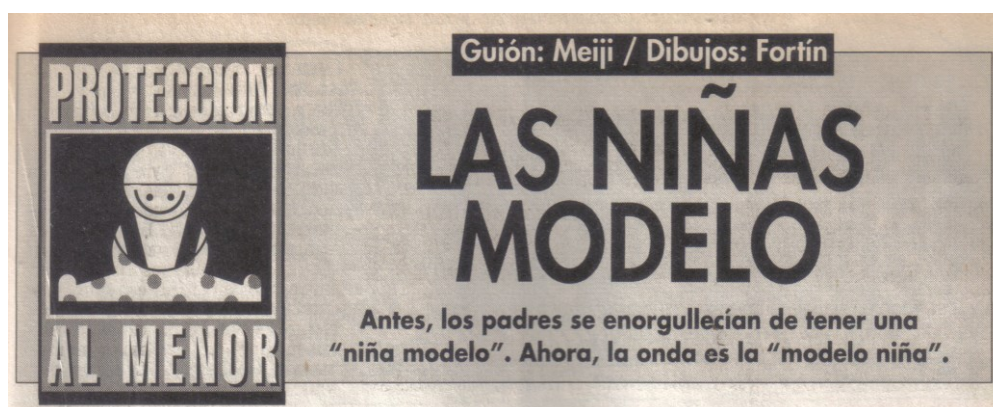 PROTECCION
AL MENOR
Guión: Meiji / Dibujos: Fortín
LAS NIÑAS
MODELO
Antes, los padres se enorgullecían de tener una
"niña modelo". Ahora, la onda es la "modelo niña".